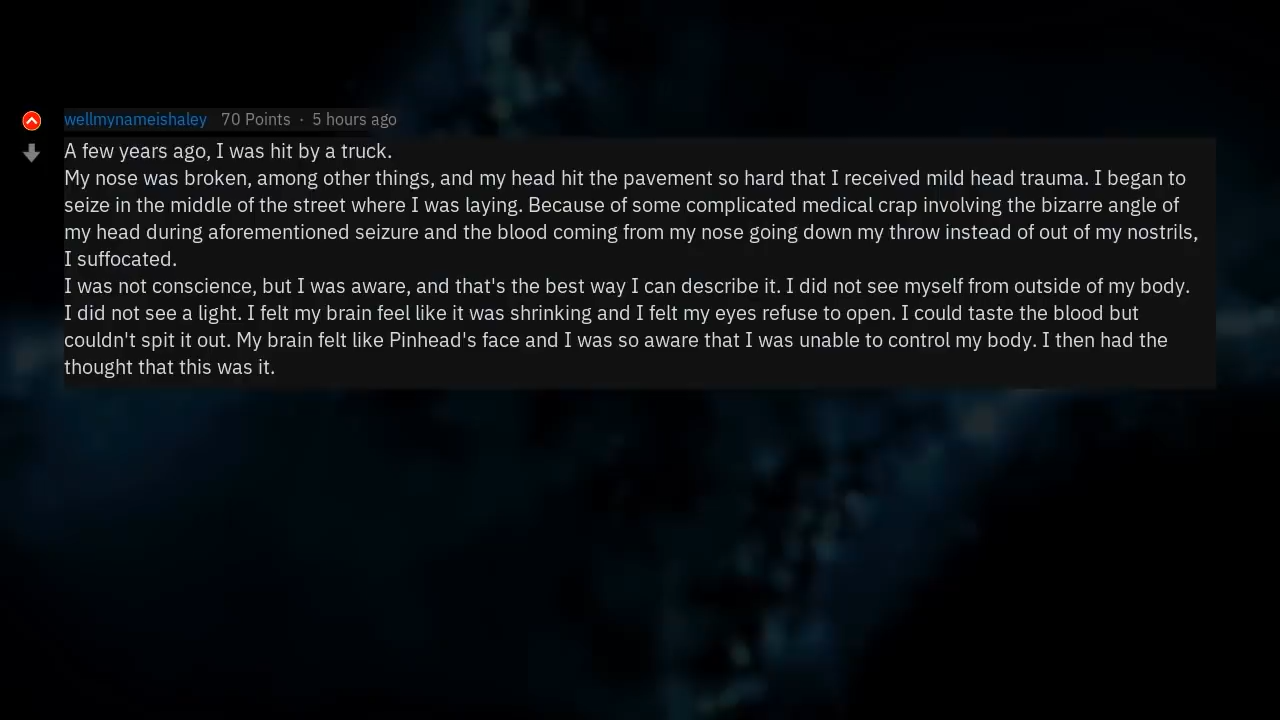 wellmynameishaley 70 Points · 5 hours ago
A few years ago, I was hit by a truck.
My nose was broken, among other things, and my head hit the pavement so hard that I received mild head trauma. I began to
seize in the middle of the street where I was laying. Because of some complicated medical crap involving the bizarre angle of
my head during aforementioned seizure and the blood coming from my nose going down my throw instead of out of my nostrils,
I suffocated.
I was not conscience, but I was aware, and that's the best way I can describe it. I did not see myself from outside of my body.
I did not see a light. I felt my brain feel like it was shrinking and I felt my eyes refuse to open. I could taste the blood but
couldn't spit it out. My brain felt like Pinhead's face and I was so aware that I was unable to control my body. I then had the
thought that this was it.